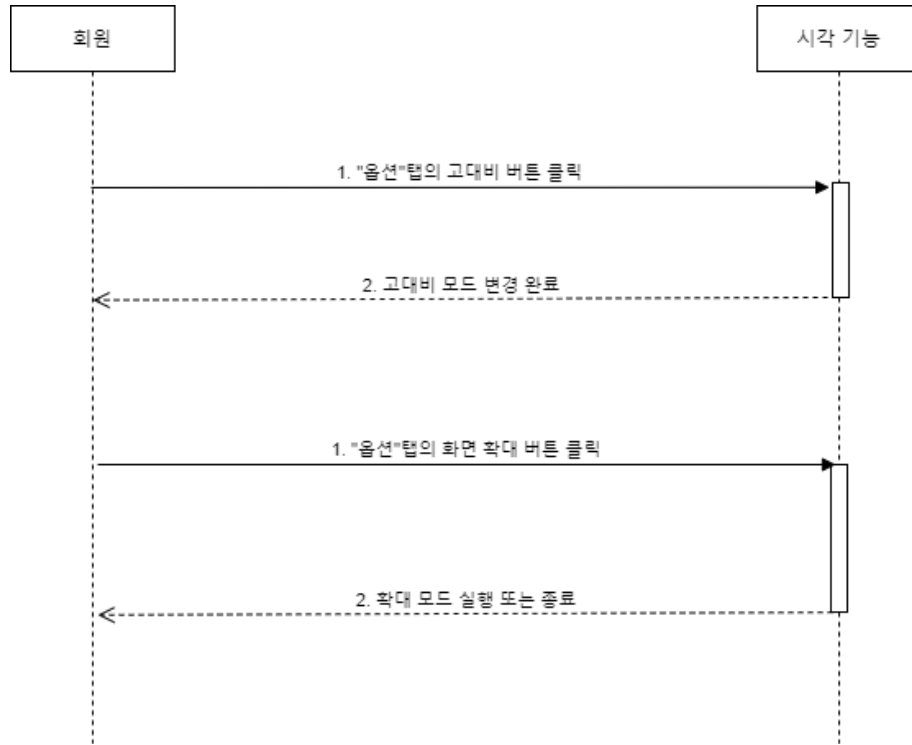 회원
시각 기능
1. "옵션"탭의 고대비 버튼 클릭
2. 고대비 모드 변경 완료
1. "옵션"탭의 화면 확대 버튼 클릭
2. 확대 모드 실행 또는 종료